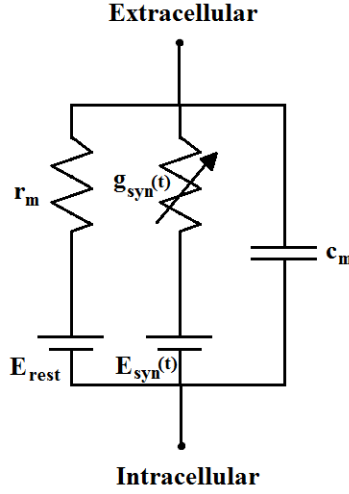 Extracellular
r_m
g_syn(t)
c_m
E_rest
E_syn(t)
Intracellular